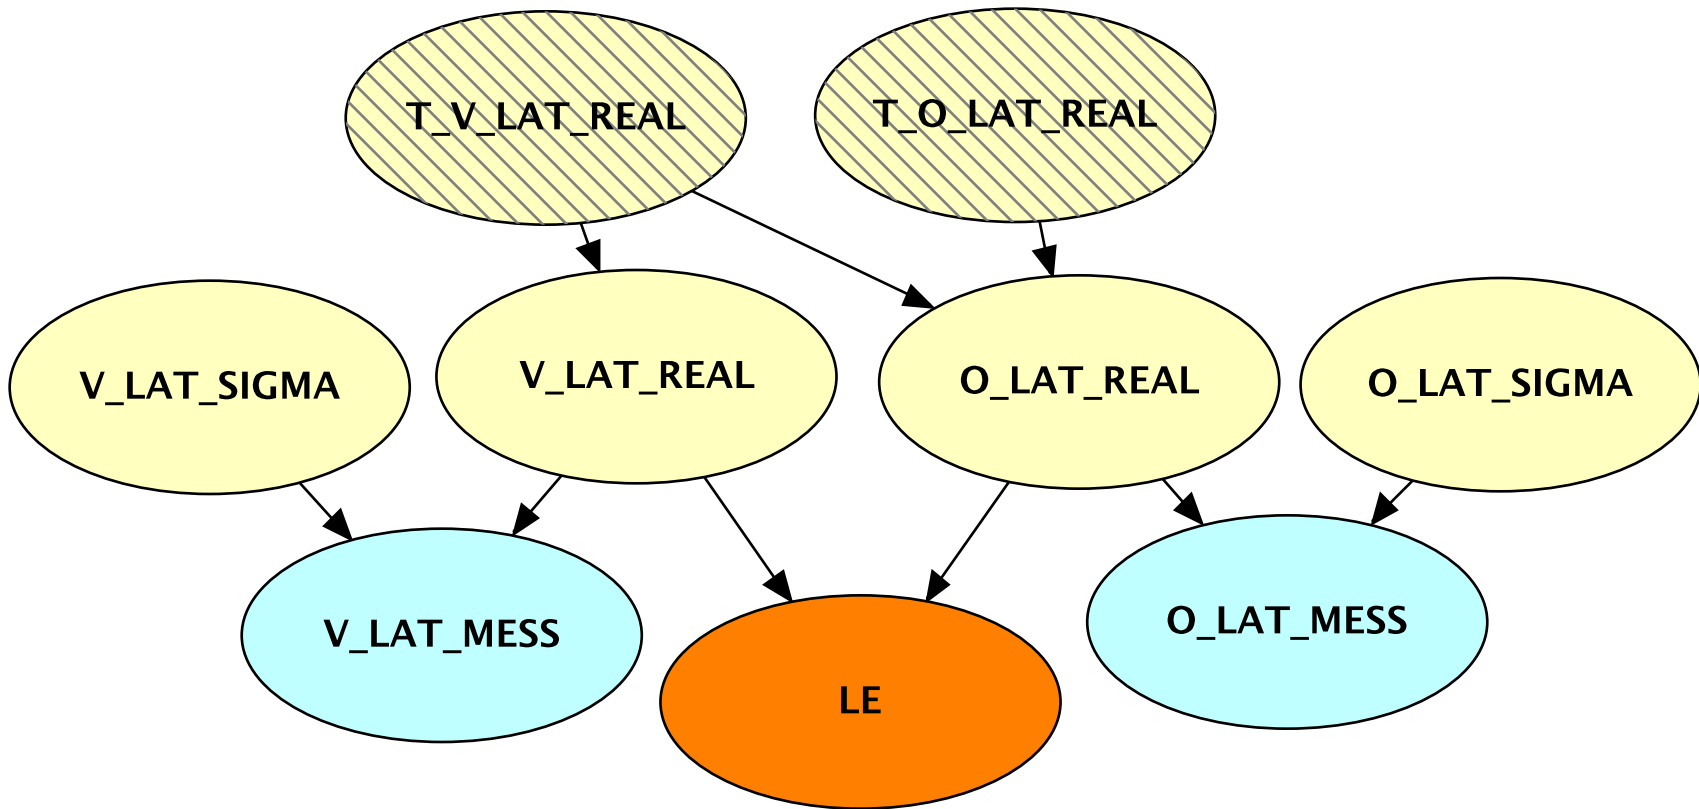 T_V_LAT_REAL
T_O_LAT_REAL
V_LAT_SIGMA
V_LAT_REAL
O_LAT_REAL
O_LAT_SIGMA
V_LAT_MESS
LE
O_LAT_MESS